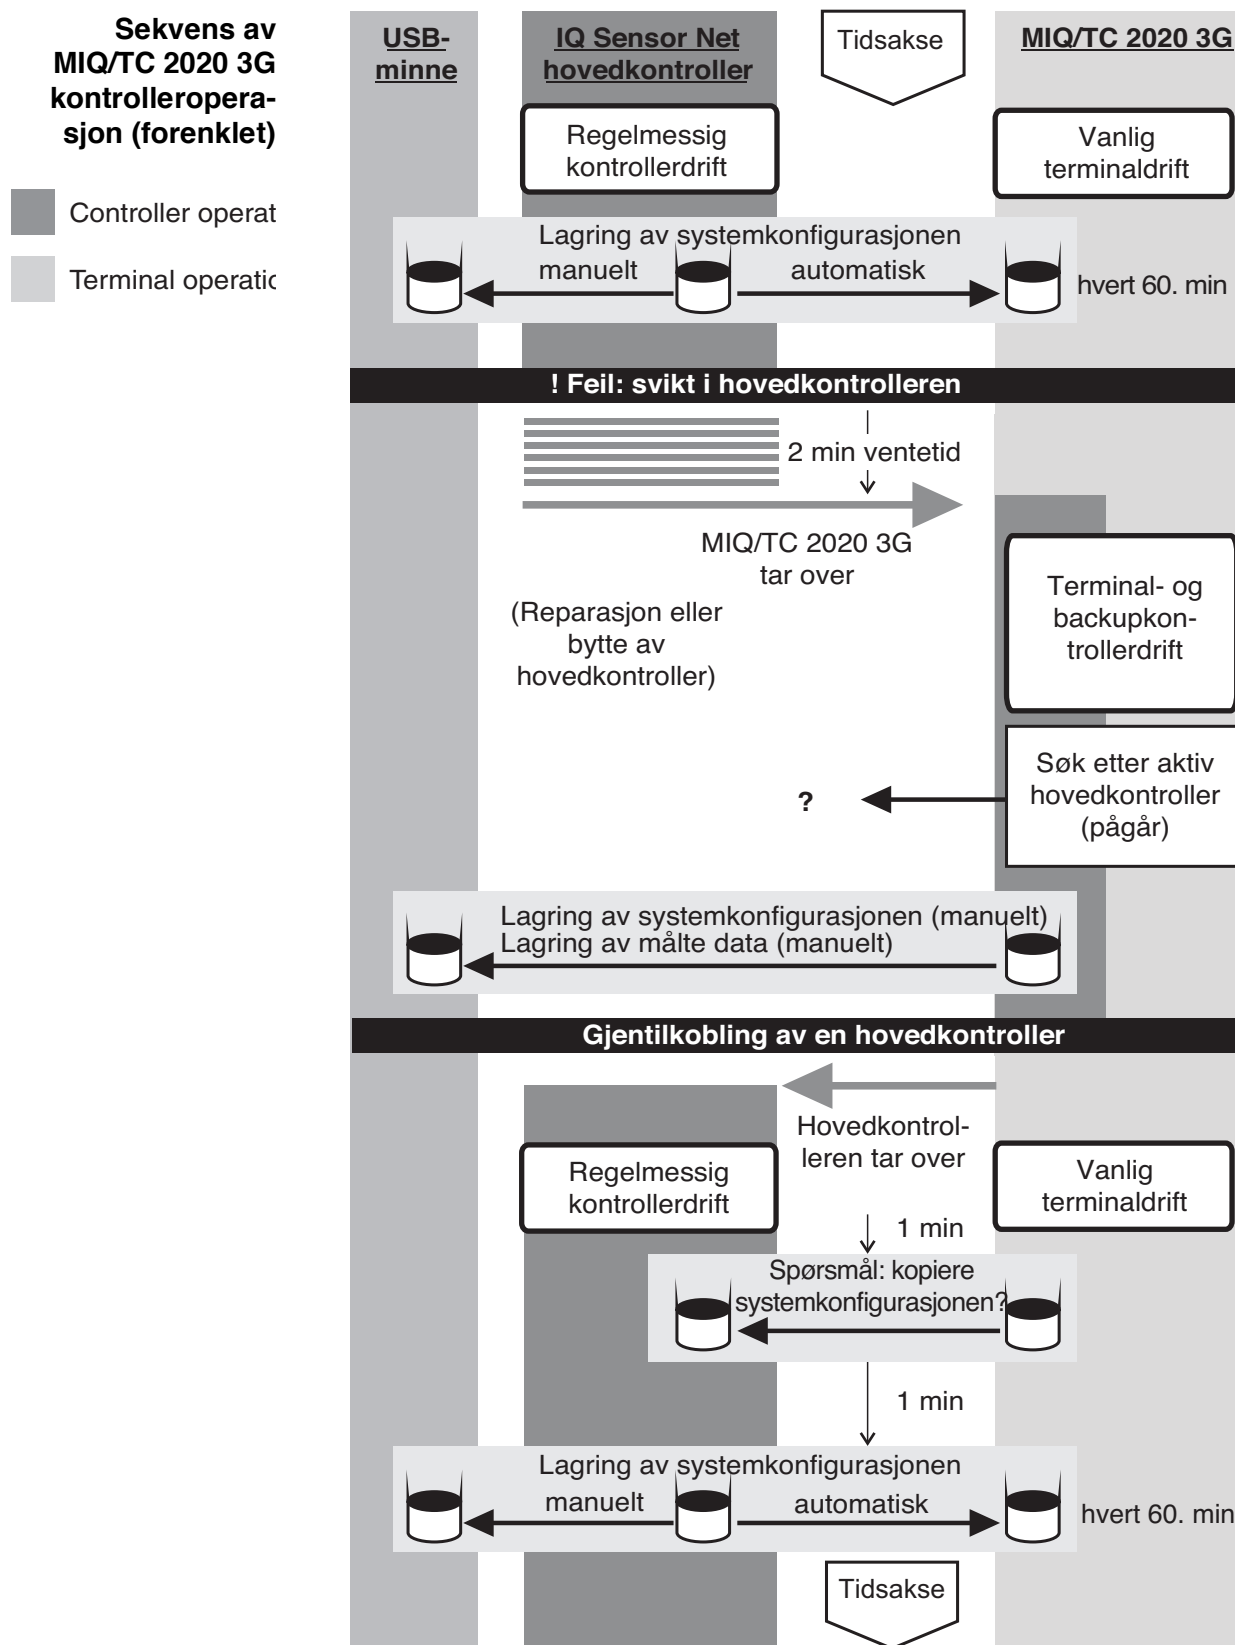 Sekvens av
MIQ/TC 2020 3G
kontrolleropera-
sjon (forenklet)
Controller operat
Terminal operatic
USB-
minne
IQ Sensor Net
hovedkontroller
Tidsakse
MIQ/TC 2020 3G
Regelmessig
kontrollerdrift
Vanlig
terminaldrift
Lagring av systemkonfigurasjonen
manuelt
automatisk
hvert 60. min
! Feil: svikt i hovedkontrolleren
2 min ventetid
MIQ/TC 2020 3G
tar over
(Reparasjon eller
bytte av
hovedkontroller)
Terminal- og
backupkon-
trollerdrift
Søk etter aktiv
hovedkontroller
(pågår)
?
Lagring av systemkonfigurasjonen (manuelt)
Lagring av målte data (manuelt)
Gjentilkobling av en hovedkontroller
Hovedkontrol-
leren tar over
Regelmessig
kontrollerdrift
Vanlig
terminaldrift
1 min
Spørsmål: kopiere
systemkonfigurasjonen?
1 min
Lagring av systemkonfigurasjonen
manuelt
automatisk
hvert 60. min
Tidsakse